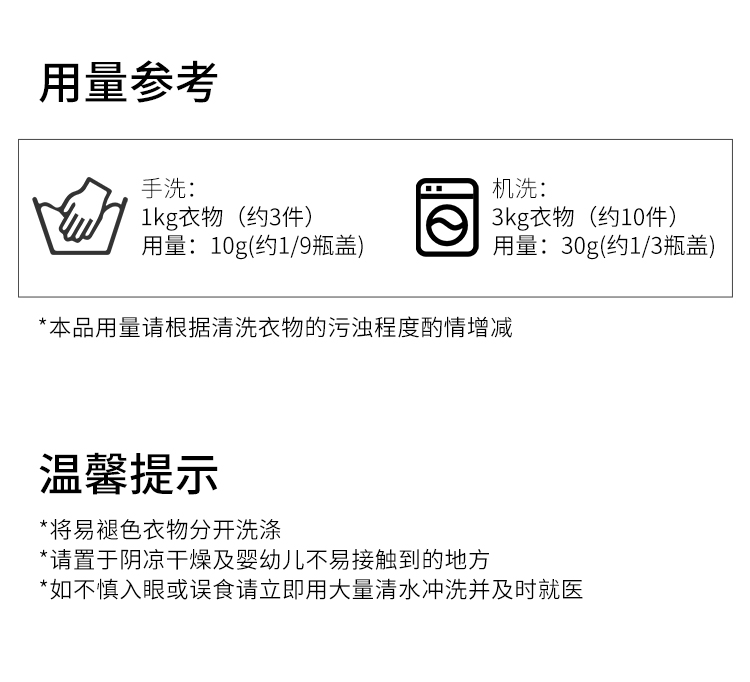 用量参考
手洗：
1kg衣物（约3件）
用量：10g(约1/9瓶盖)
机洗：
3kg衣物（约10件）
用量：30g(约1/3瓶盖)
*本品用量请根据清洗衣物的污浊程度酌情增减
温馨提示
*将易褪色衣物分开洗涤
*请置于阴凉干燥及婴幼儿不易接触到的地方
*如不慎入眼或误食请立即用大量清水冲洗并及时就医